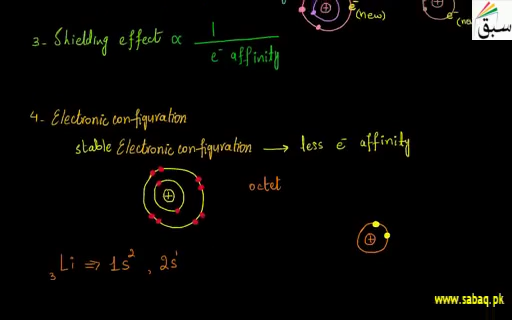 e⁻ (new)
3. Shielding effect ∝ 1 / e⁻ affinity
سبق
4. Electronic configuration
stable Electronic configuration ⟶ less e⁻ affinity
octet
₃Li ⇒ 1s², 2s¹
www.sabaq.pk